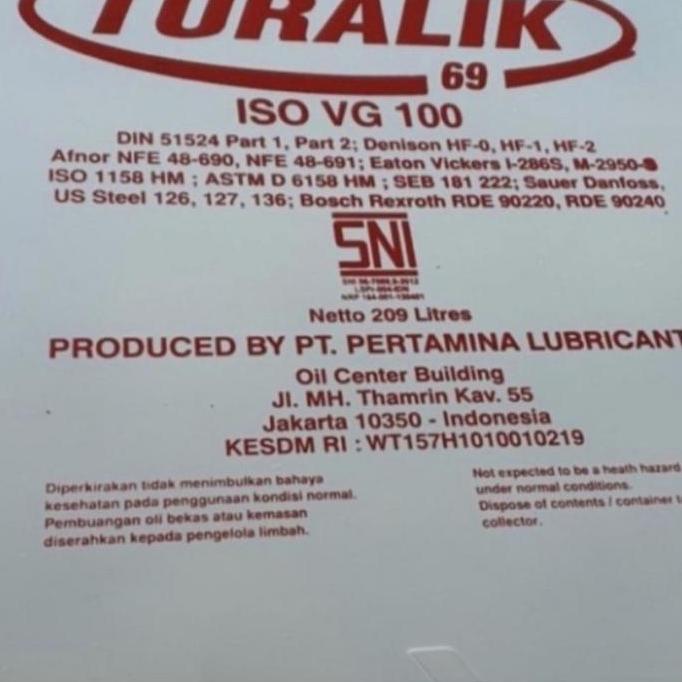 TURALIK
69
ISO VG 100
DIN 51524 Part 1, Part 2; Denison HF-0, HF-1, HF-2
Afnor NFE 48-690, NFE 48-691; Eaton Vickers I-286S, M-2950-S
ISO 1158 HM ; ASTM D 6158 HM ; SEB 181 222; Sauer Danfoss,
US Steel 126, 127, 136; Bosch Rexroth RDE 90220, RDE 90240
SNI
Netto 209 Litres
PRODUCED BY PT. PERTAMINA LUBRICANT
Oil Center Building
Jl. MH. Thamrin Kav. 55
Jakarta 10350 - Indonesia
KESDM RI : WT157H1010010219
Diperkirakan tidak menimbulkan bahaya
kesehatan pada penggunaan kondisi normal.
Pembuangan oli bekas atau kemasan
diserahkan kepada pengelola limbah.
Not expected to be a heath hazard
under normal conditions.
Dispose of contents / container
collector.